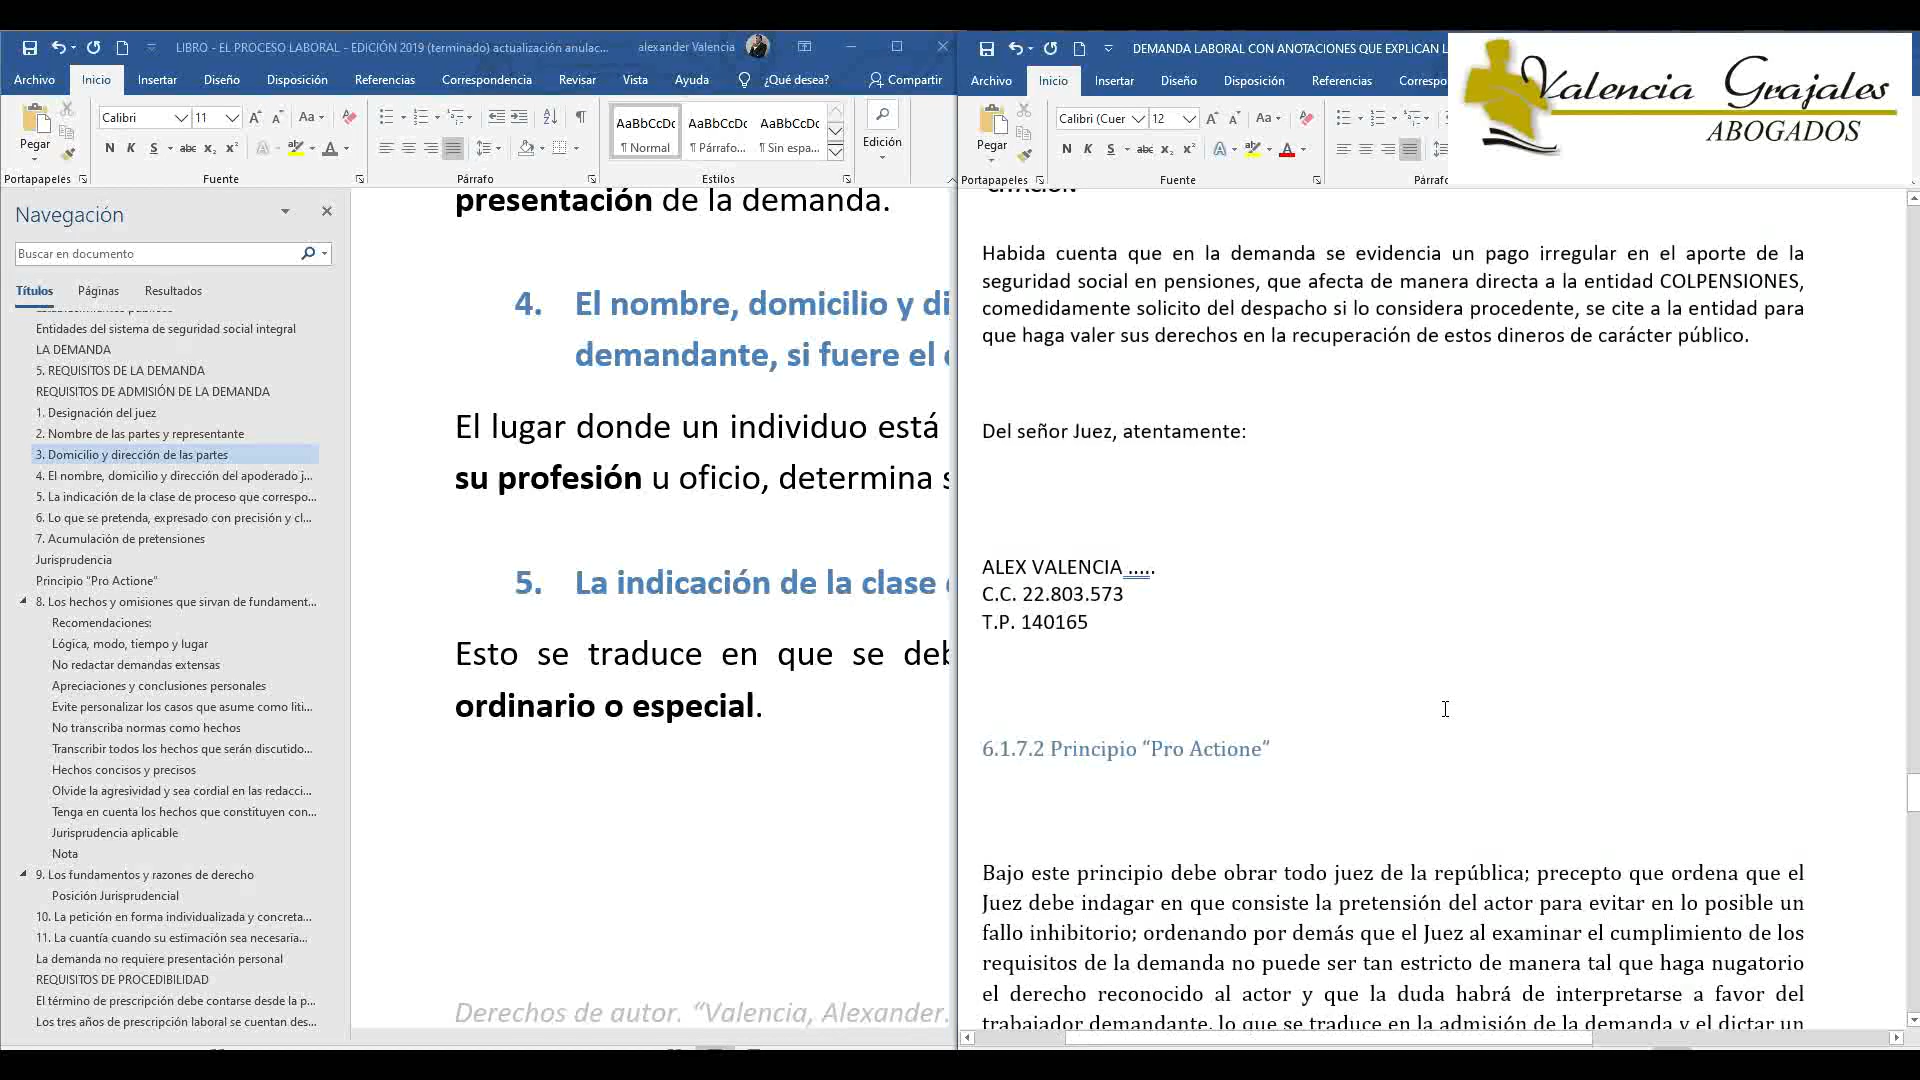 LIBRO - EL PROCESO LABORAL - EDICIÓN 2019 (terminado) actualización anulac...
alexander Valencia
Archivo Inicio Insertar Diseño Disposición Referencias Correspondencia Revisar Vista Ayuda ¿Qué desea? Compartir
Calibri 11
Pegar
N K S abc x₂ x²
AaBbCcDc AaBbCcDc AaBbCcDc
¶ Normal ¶ Párrafo... ¶ Sin espa...
Edición
Portapapeles Fuente Párrafo Estilos
Navegación
Buscar en documento
Títulos Páginas Resultados
Entidades del sistema de seguridad social integral
LA DEMANDA
5. REQUISITOS DE LA DEMANDA
REQUISITOS DE ADMISIÓN DE LA DEMANDA
1. Designación del juez
2. Nombre de las partes y representante
3. Domicilio y dirección de las partes
4. El nombre, domicilio y dirección del apoderado j...
5. La indicación de la clase de proceso que correspo...
6. Lo que se pretenda, expresado con precisión y cl...
7. Acumulación de pretensiones
Jurisprudencia
Principio "Pro Actione"
8. Los hechos y omisiones que sirvan de fundament...
Recomendaciones:
Lógica, modo, tiempo y lugar
No redactar demandas extensas
Apreciaciones y conclusiones personales
Evite personalizar los casos que asume como liti...
No transcriba normas como hechos
Transcribir todos los hechos que serán discutido...
Hechos concisos y precisos
Olvide la agresividad y sea cordial en las redacci...
Tenga en cuenta los hechos que constituyen con...
Jurisprudencia aplicable
Nota
9. Los fundamentos y razones de derecho
Posición Jurisprudencial
10. La petición en forma individualizada y concreta...
11. La cuantía cuando su estimación sea necesaria...
La demanda no requiere presentación personal
REQUISITOS DE PROCEDIBILIDAD
El término de prescripción debe contarse desde la p...
Los tres años de prescripción laboral se cuentan des...
presentación de la demanda.
4. El nombre, domicilio y di
demandante, si fuere el
El lugar donde un individuo está
su profesión u oficio, determina s
5. La indicación de la clase
Esto se traduce en que se deb
ordinario o especial.
Derechos de autor. “Valencia, Alexander.
DEMANDA LABORAL CON ANOTACIONES QUE EXPLICAN L
Archivo Inicio Insertar Diseño Disposición Referencias Correspo
Calibri (Cuer 12
Pegar
N K S abc x₂ x²
Portapapeles Fuente Párraf
Valencia Grajales
ABOGADOS
CITACIÓN
Habida cuenta que en la demanda se evidencia un pago irregular en el aporte de la
seguridad social en pensiones, que afecta de manera directa a la entidad COLPENSIONES,
comedidamente solicito del despacho si lo considera procedente, se cite a la entidad para
que haga valer sus derechos en la recuperación de estos dineros de carácter público.
Del señor Juez, atentamente:
ALEX VALENCIA .....
C.C. 22.803.573
T.P. 140165
6.1.7.2 Principio “Pro Actione”
Bajo este principio debe obrar todo juez de la república; precepto que ordena que el
Juez debe indagar en que consiste la pretensión del actor para evitar en lo posible un
fallo inhibitorio; ordenando por demás que el Juez al examinar el cumplimiento de los
requisitos de la demanda no puede ser tan estricto de manera tal que haga nugatorio
el derecho reconocido al actor y que la duda habrá de interpretarse a favor del
trabajador demandante, lo que se traduce en la admisión de la demanda y el dictar un